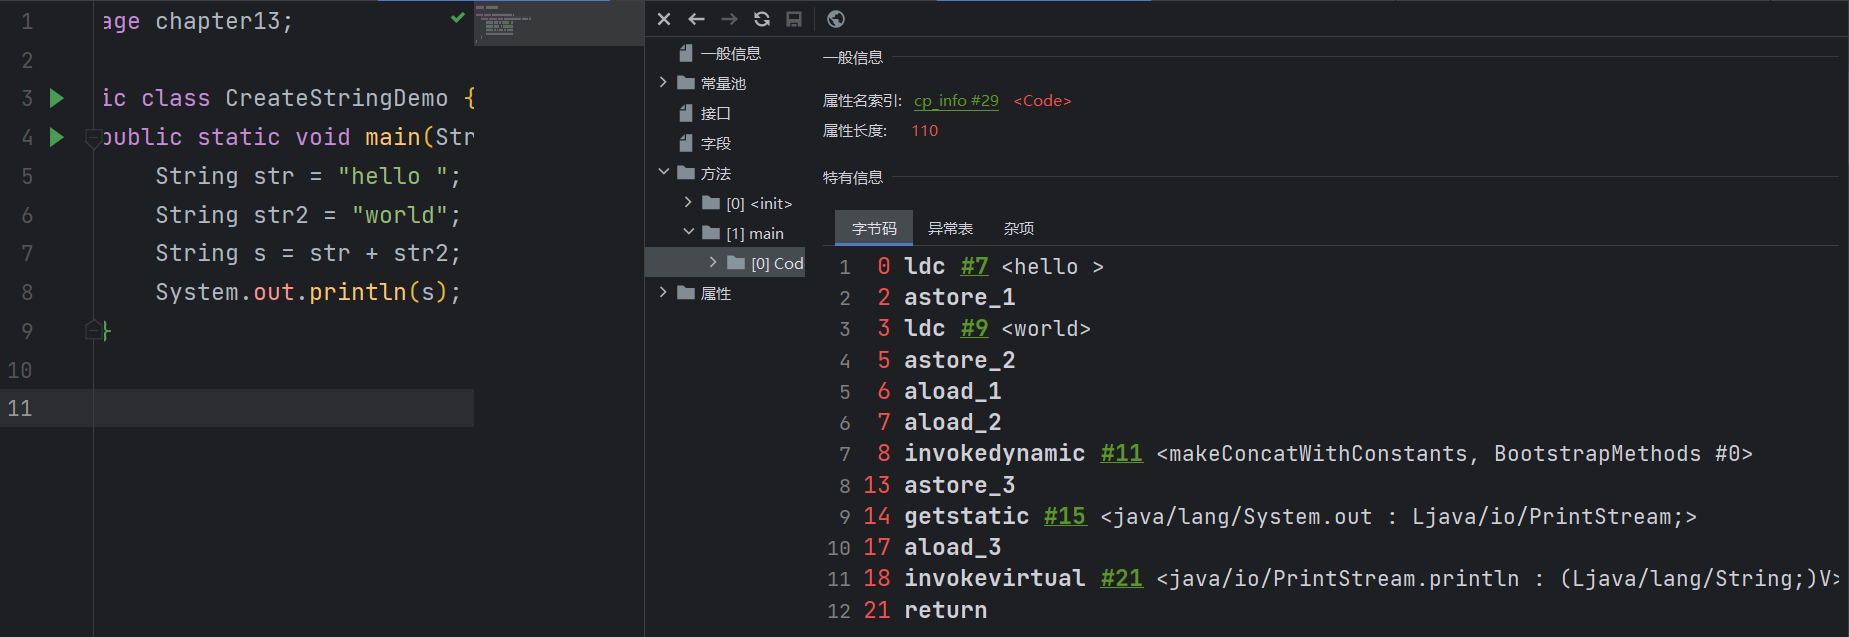 1 age chapter13;
2
3 ic class CreateStringDemo {
4 public static void main(Str
5 String str = "hello ";
6 String str2 = "world";
7 String s = str + str2;
8 System.out.println(s);
9 }
10
11
一般信息
常量池
接口
字段
方法
[0] <init>
[1] main
[0] Cod
属性
一般信息
属性名索引: cp_info #29 <Code>
属性长度: 110
特有信息
字节码 异常表 杂项
1 0 ldc #7 <hello >
2 2 astore_1
3 3 ldc #9 <world>
4 5 astore_2
5 6 aload_1
6 7 aload_2
7 8 invokedynamic #11 <makeConcatWithConstants, BootstrapMethods #0>
8 13 astore_3
9 14 getstatic #15 <java/lang/System.out : Ljava/io/PrintStream;>
10 17 aload_3
11 18 invokevirtual #21 <java/io/PrintStream.println : (Ljava/lang/String;)V>
12 21 return